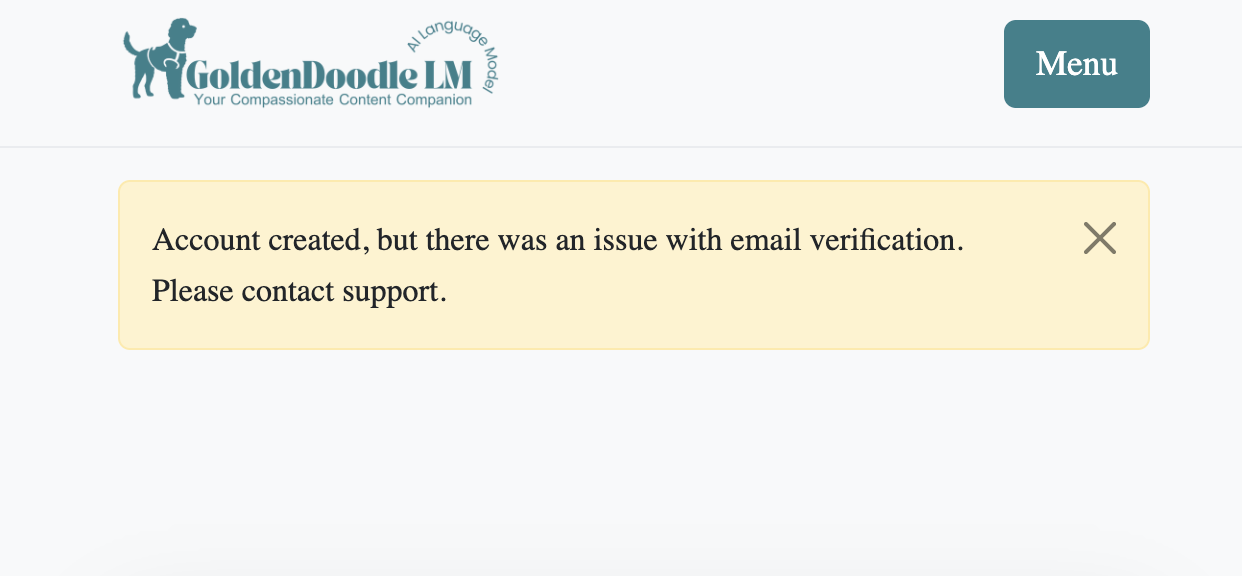 AI Language Model
GoldenDoodle LM
Your Compassionate Content Companion
Menu
Account created, but there was an issue with email verification.
Please contact support.